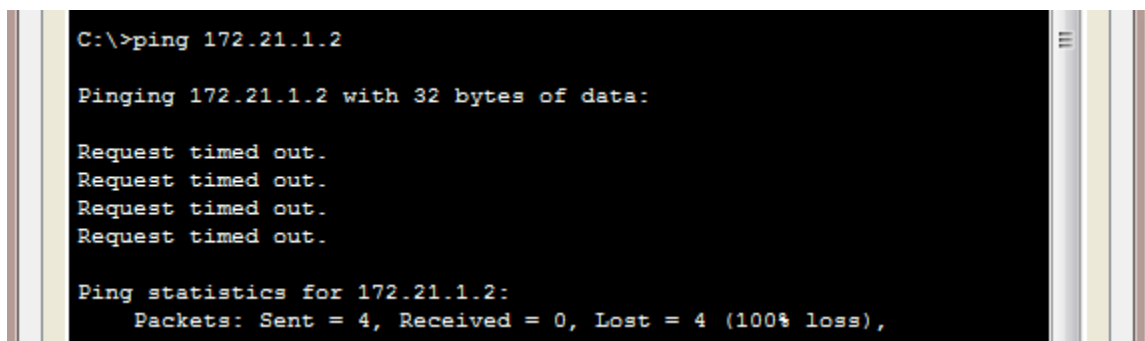 C:\>ping 172.21.1.2
Pinging 172.21.1.2 with 32 bytes of data:
Request timed out.
Request timed out.
Request timed out.
Request timed out.
Ping statistics for 172.21.1.2:
Packets: Sent = 4, Received = 0, Lost = 4 (100% loss),